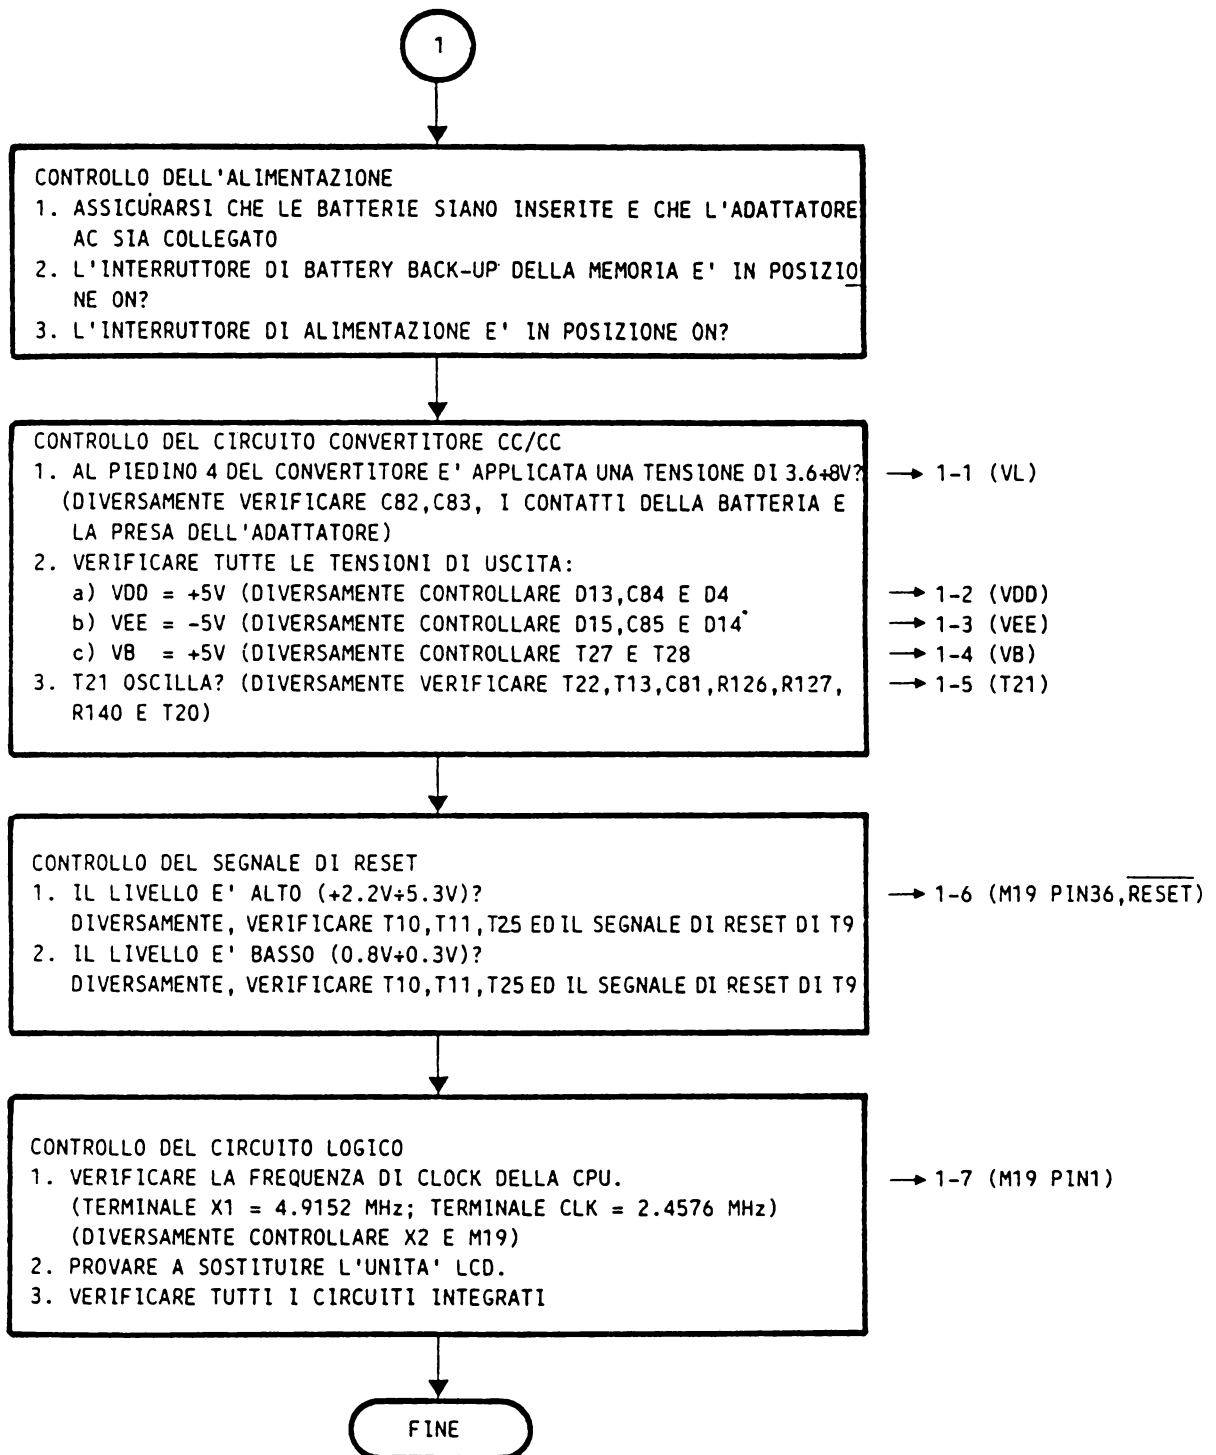 1
CONTROLLO DELL'ALIMENTAZIONE
1. ASSICURARSI CHE LE BATTERIE SIANO INSERITE E CHE L'ADATTATORE
AC SIA COLLEGATO
2. L'INTERRUTTORE DI BATTERY BACK-UP DELLA MEMORIA E' IN POSIZIO
NE ON?
3. L'INTERRUTTORE DI ALIMENTAZIONE E' IN POSIZIONE ON?
CONTROLLO DEL CIRCUITO CONVERTITORE CC/CC
1. AL PIEDINO 4 DEL CONVERTITORE E' APPLICATA UNA TENSIONE DI 3.6÷8V? → 1-1 (VL)
(DIVERSAMENTE VERIFICARE C82,C83, I CONTATTI DELLA BATTERIA E
LA PRESA DELL'ADATTATORE)
2. VERIFICARE TUTTE LE TENSIONI DI USCITA:
a) VDD = +5V (DIVERSAMENTE CONTROLLARE D13,C84 E D4 → 1-2 (VDD)
b) VEE = -5V (DIVERSAMENTE CONTROLLARE D15,C85 E D14 → 1-3 (VEE)
c) VB = +5V (DIVERSAMENTE CONTROLLARE T27 E T28 → 1-4 (VB)
3. T21 OSCILLA? (DIVERSAMENTE VERIFICARE T22,T13,C81,R126,R127, → 1-5 (T21)
R140 E T20)
CONTROLLO DEL SEGNALE DI RESET
1. IL LIVELLO E' ALTO (+2.2V÷5.3V)? → 1-6 (M19 PIN36,RESET)
DIVERSAMENTE, VERIFICARE T10,T11,T25 ED IL SEGNALE DI RESET DI T9
2. IL LIVELLO E' BASSO (0.8V÷0.3V)?
DIVERSAMENTE, VERIFICARE T10,T11,T25 ED IL SEGNALE DI RESET DI T9
CONTROLLO DEL CIRCUITO LOGICO
1. VERIFICARE LA FREQUENZA DI CLOCK DELLA CPU. → 1-7 (M19 PIN1)
(TERMINALE X1 = 4.9152 MHz; TERMINALE CLK = 2.4576 MHz)
(DIVERSAMENTE CONTROLLARE X2 E M19)
2. PROVARE A SOSTITUIRE L'UNITA' LCD.
3. VERIFICARE TUTTI I CIRCUITI INTEGRATI
FINE